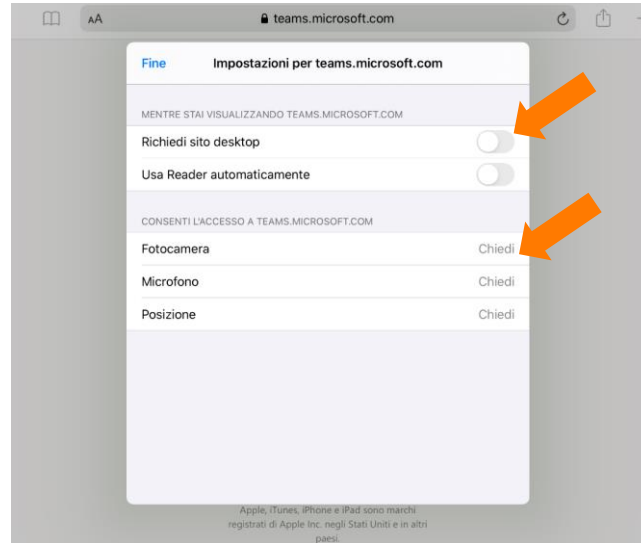 AA
teams.microsoft.com
Fine
Impostazioni per teams.microsoft.com
MENTRE STAI VISUALIZZANDO TEAMS.MICROSOFT.COM
Richiedi sito desktop
Usa Reader automaticamente
CONSENTI L'ACCESSO A TEAMS.MICROSOFT.COM
Fotocamera Chiedi
Microfono Chiedi
Posizione Chiedi
Apple, iTunes, iPhone e iPad sono marchi
registrati di Apple Inc. negli Stati Uniti e in altri
paesi.